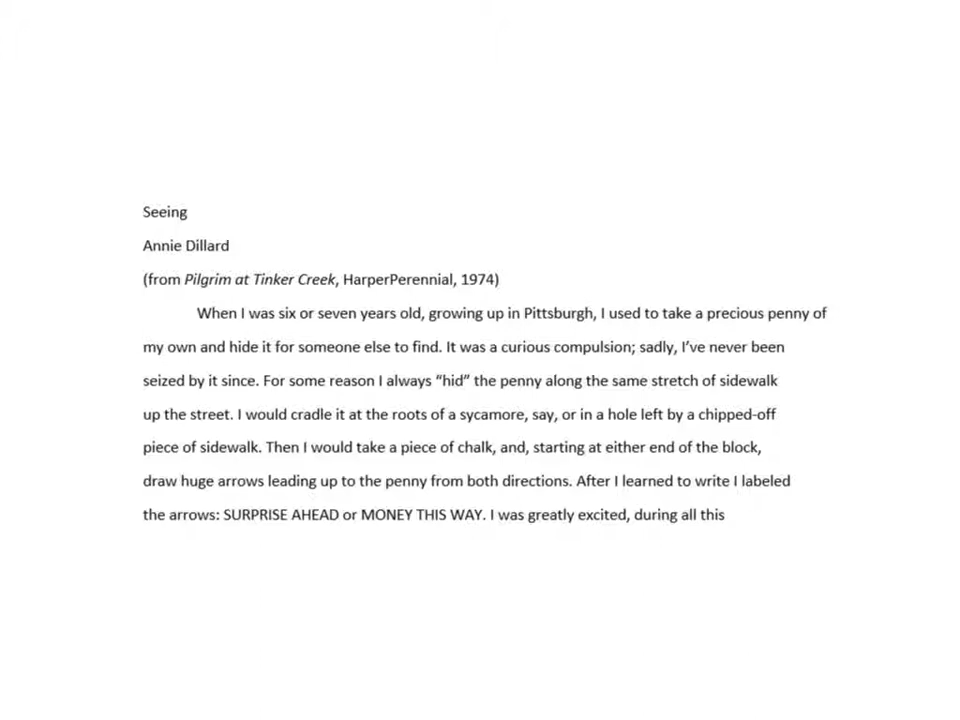 Seeing
Annie Dillard
(from Pilgrim at Tinker Creek, HarperPerennial, 1974)
When I was six or seven years old, growing up in Pittsburgh, I used to take a precious penny of
my own and hide it for someone else to find. It was a curious compulsion; sadly, I’ve never been
seized by it since. For some reason I always “hid” the penny along the same stretch of sidewalk
up the street. I would cradle it at the roots of a sycamore, say, or in a hole left by a chipped-off
piece of sidewalk. Then I would take a piece of chalk, and, starting at either end of the block,
draw huge arrows leading up to the penny from both directions. After I learned to write I labeled
the arrows: SURPRISE AHEAD or MONEY THIS WAY. I was greatly excited, during all this